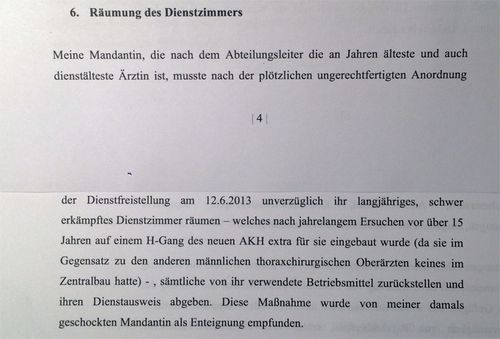 6. Räumung des Dienstzimmers
Meine Mandantin, die nach dem Abteilungsleiter die an Jahren älteste und auch
dienstälteste Ärztin ist, musste nach der plötzlichen ungerechtfertigten Anordnung
| 4 |
der Dienstfreistellung am 12.6.2013 unverzüglich ihr langjähriges, schwer
erkämpftes Dienstzimmer räumen – welches nach jahrelangem Ersuchen vor über 15
Jahren auf einem H-Gang des neuen AKH extra für sie eingebaut wurde (da sie im
Gegensatz zu den anderen männlichen thoraxchirurgischen Oberärzten keines im
Zentralbau hatte) - , sämtliche von ihr verwendete Betriebsmittel zurückstellen und
ihren Dienstausweis abgeben. Diese Maßnahme wurde von meiner damals
geschockten Mandantin als Enteignung empfunden.